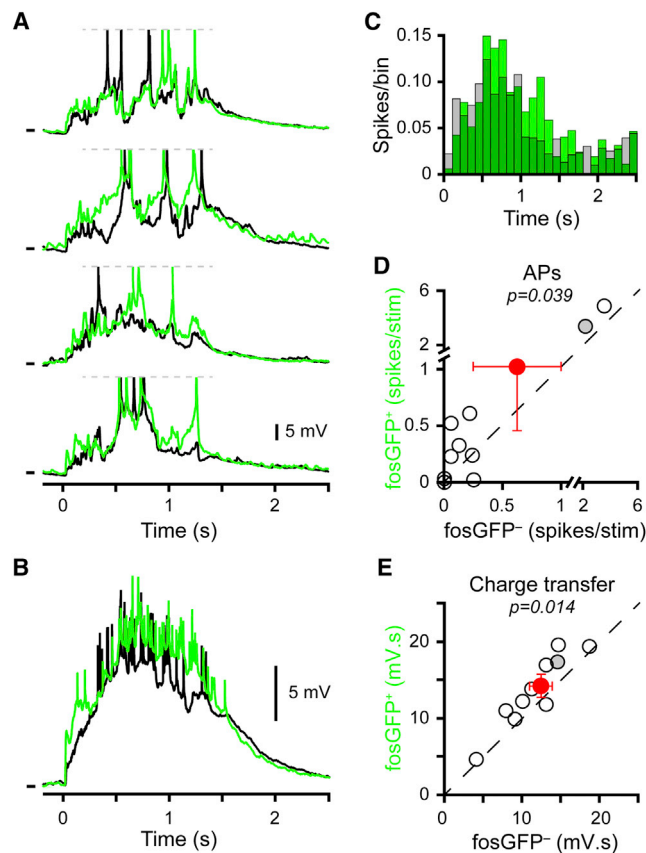 A
5 mV
0 1 2
Time (s)
B
5 mV
0 1 2
Time (s)
C
Spikes/bin
0.15
0.10
0.05
0
0 1 2
Time (s)
D
APs
p=0.039
fosGFP+ (spikes/stim)
6
2
1
0.5
0
0 0.5 1 2 6
fosGFP– (spikes/stim)
E
Charge transfer
p=0.014
fosGFP+ (mV.s)
20
10
0
0 10 20
fosGFP– (mV.s)